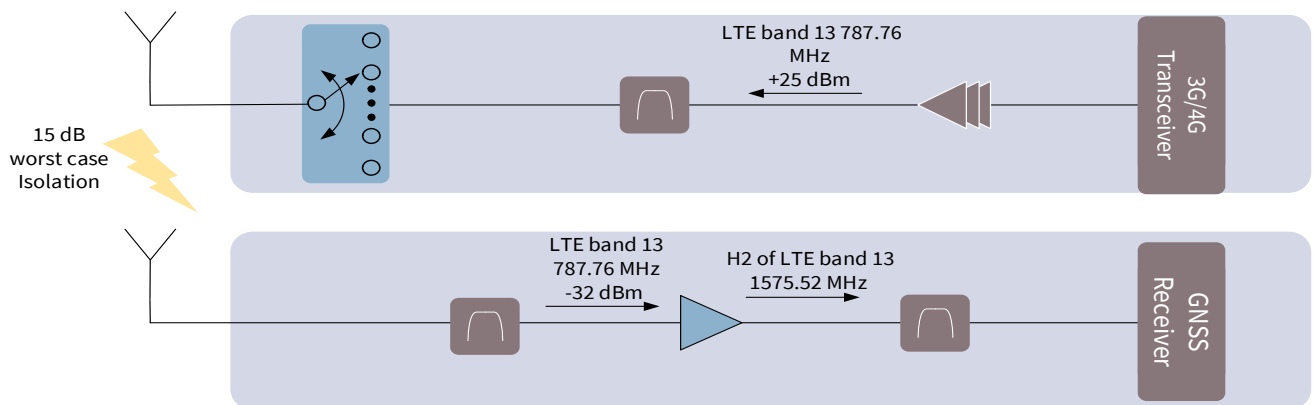 LTE band 13 787.76
MHz
+25 dBm
3G/4G
Transceiver
15 dB
worst case
Isolation
LTE band 13
787.76 MHz
-32 dBm
H2 of LTE band 13
1575.52 MHz
GNSS
Receiver